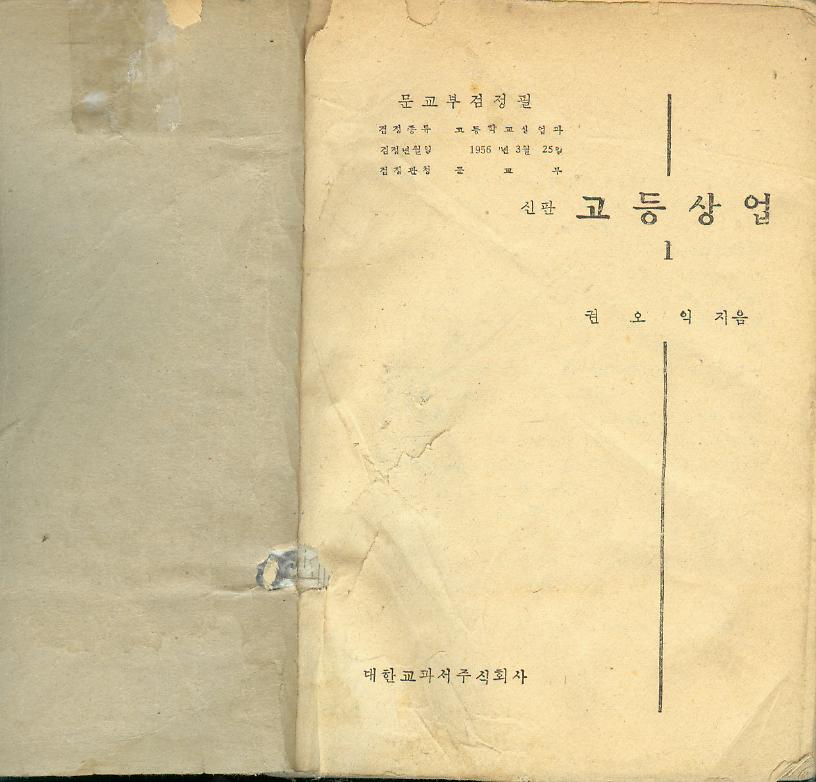 문교부검정필
검정종류 고등학교실업과
검정년월일 1956년 3월 25일
검정관청 문교부
신판 고등상업
1
권오익 지음
대한교과서주식회사